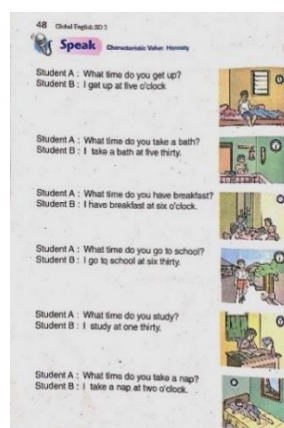 48 Global English SD 3
Speak Characteristic Value: Honesty
Student A : What time do you get up?
Student B : I get up at five o'clock
Student A : What time do you take a bath?
Student B : I take a bath at five thirty.
Student A : What time do you have breakfast?
Student B : I have breakfast at six o'clock.
Student A : What time do you go to school?
Student B : I go to school at six thirty.
Student A : What time do you study?
Student B : I study at one thirty.
Student A : What time do you take a nap?
Student B : I take a nap at two o'clock.